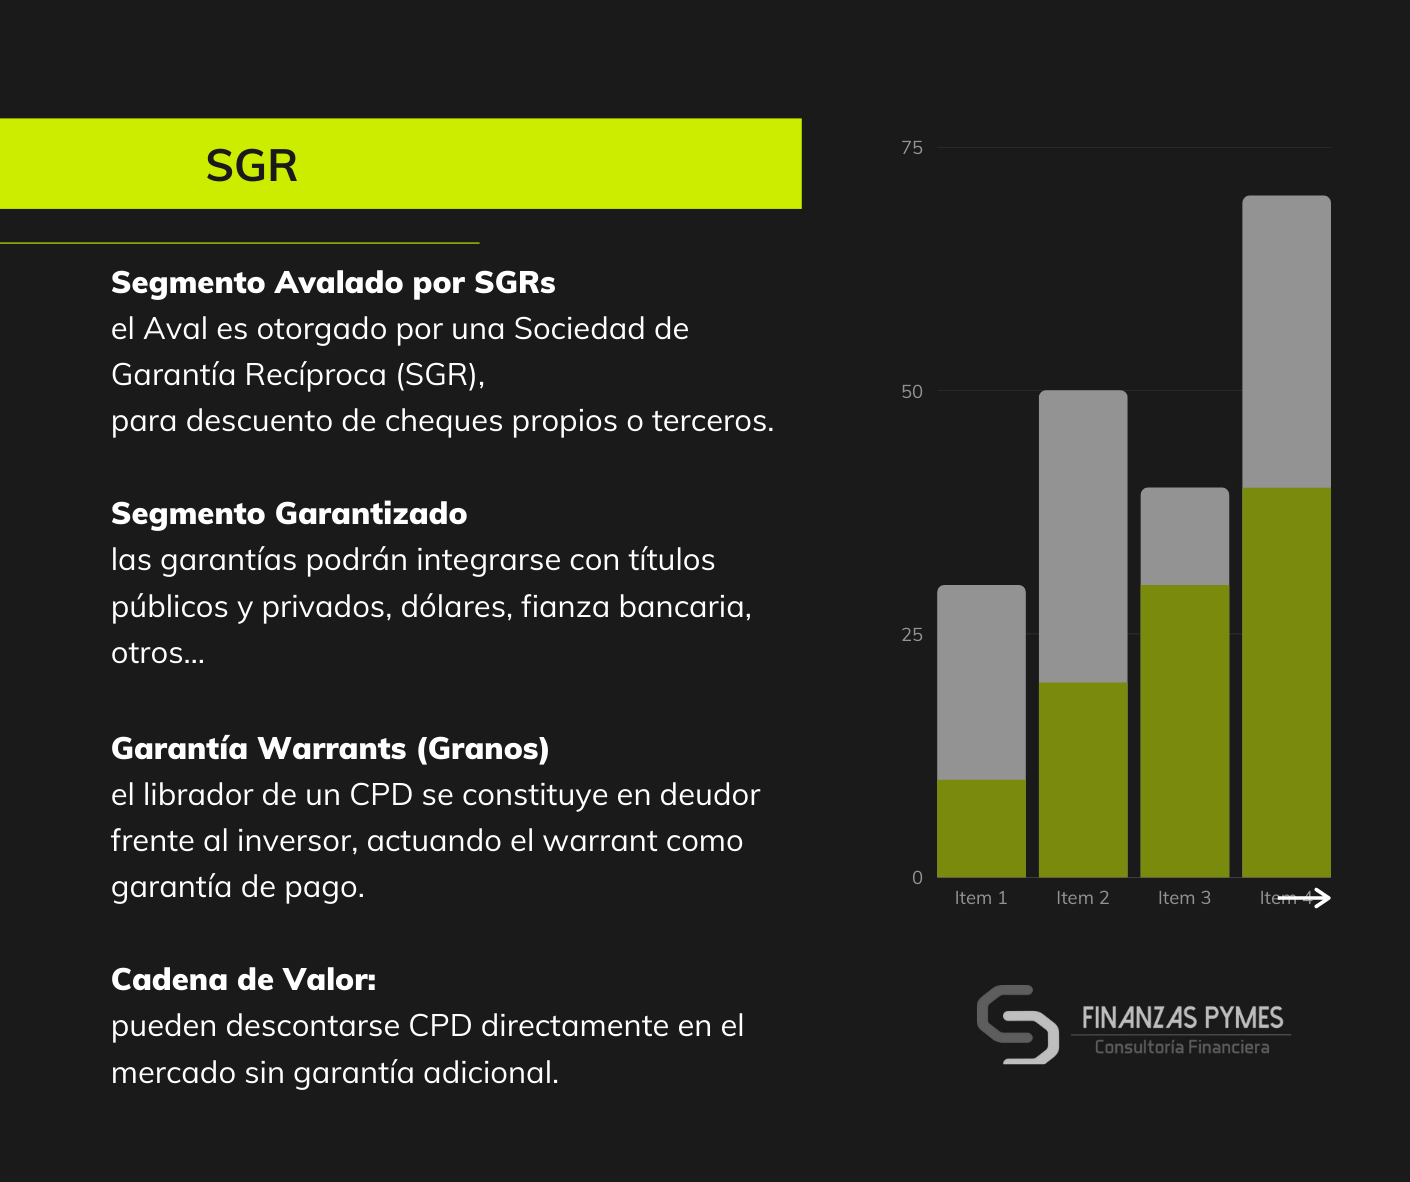 SGR
Segmento Avalado por SGRs
el Aval es otorgado por una Sociedad de
Garantía Recíproca (SGR),
para descuento de cheques propios o terceros.
Segmento Garantizado
las garantías podrán integrarse con títulos
públicos y privados, dólares, fianza bancaria,
otros...
Garantía Warrants (Granos)
el librador de un CPD se constituye en deudor
frente al inversor, actuando el warrant como
garantía de pago.
Cadena de Valor:
pueden descontarse CPD directamente en el
mercado sin garantía adicional.
75
50
25
0
Item 1 Item 2 Item 3 Item 4
FINANZAS PYMES
Consultoría Financiera